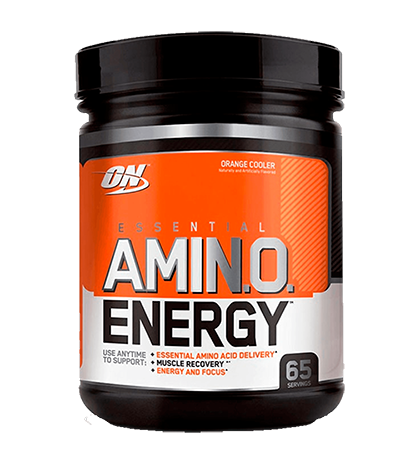 ORANGE COOLER
Naturally and Artificially Flavored
ON
ESSENTIAL
AMIN.O.
ENERGY™
USE ANYTIME
TO SUPPORT:
+ ESSENTIAL AMINO ACID DELIVERY*
+ MUSCLE RECOVERY
+ ENERGY AND FOCUS*
65
SERVINGS